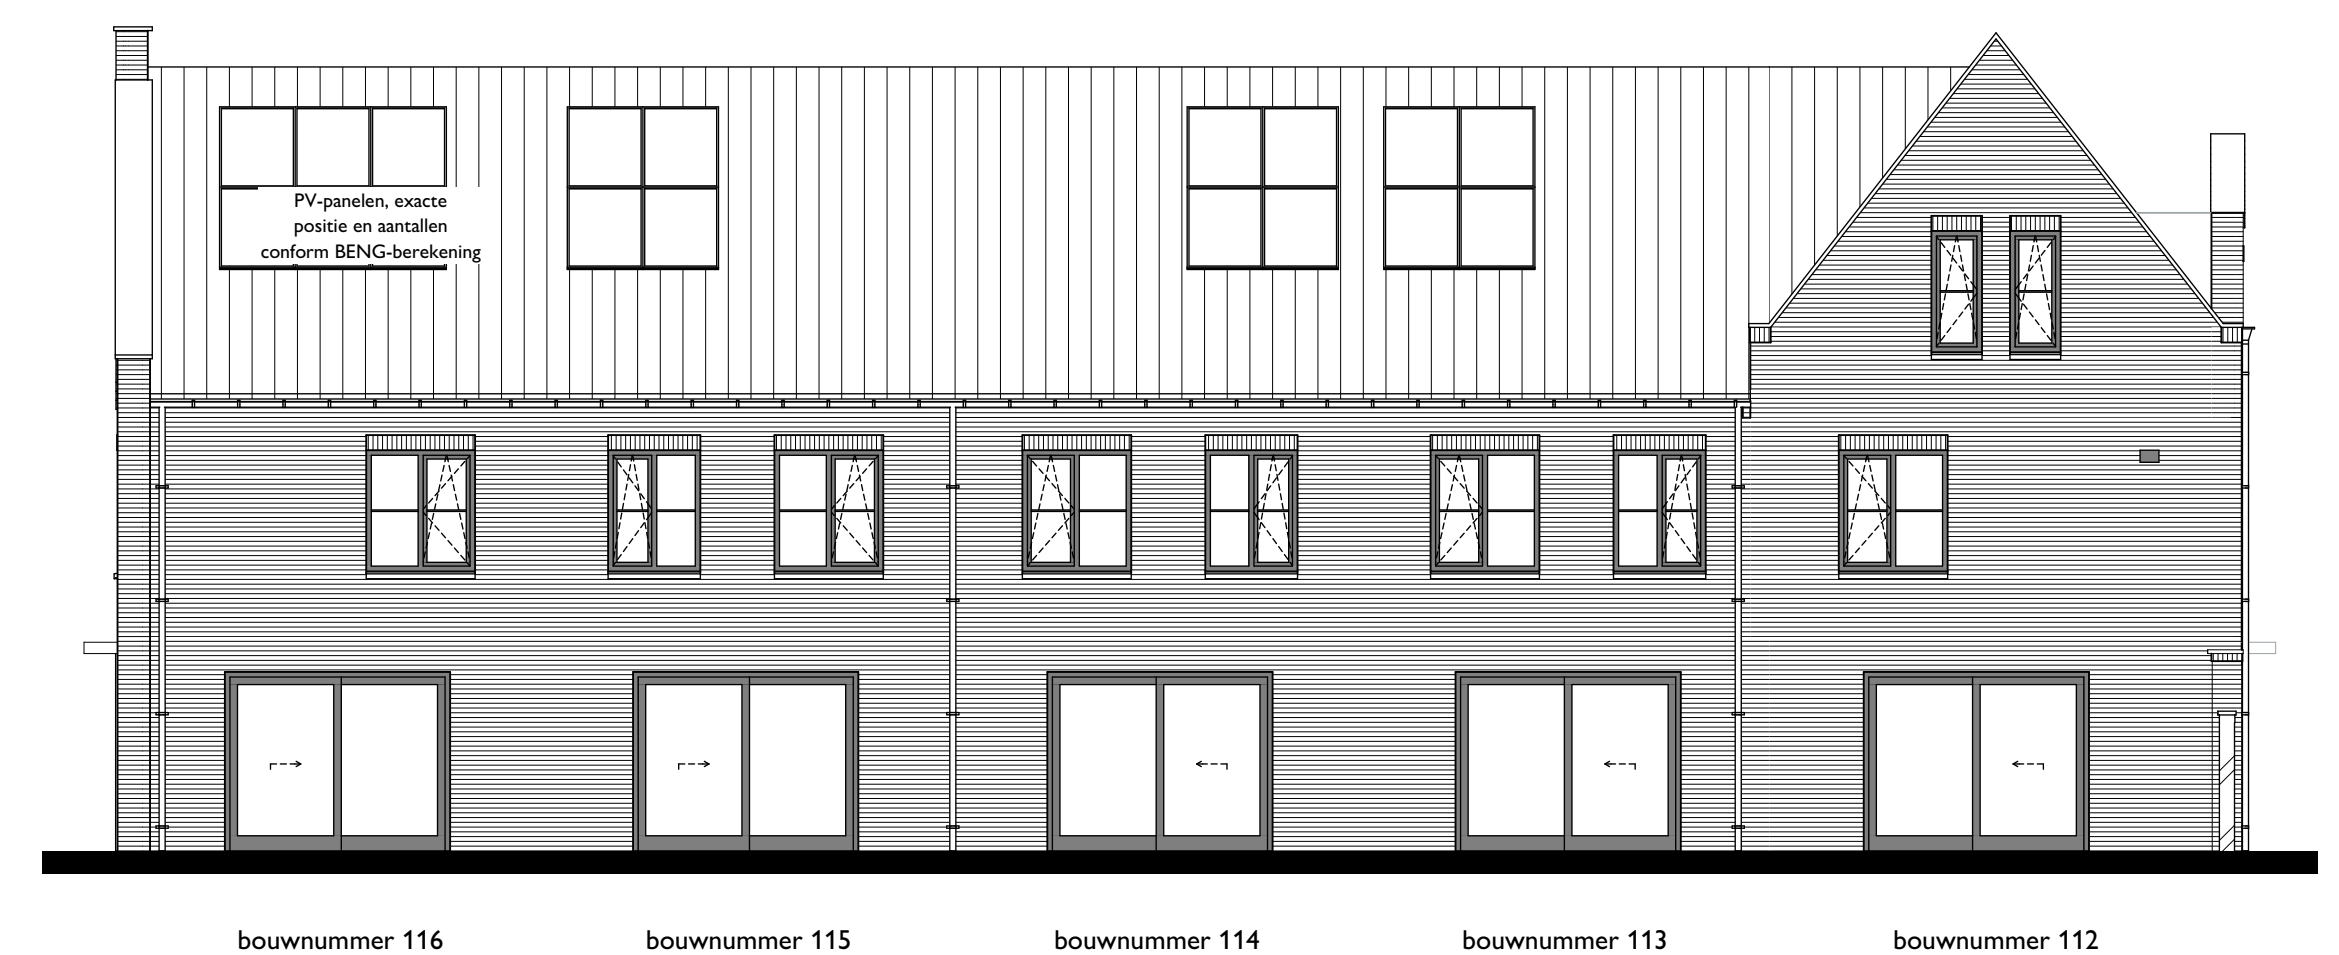 PV-panelen, exacte
positie en aantallen
conform BENG-berekening
bouwnummer 116
bouwnummer 115
bouwnummer 114
bouwnummer 113
bouwnummer 112